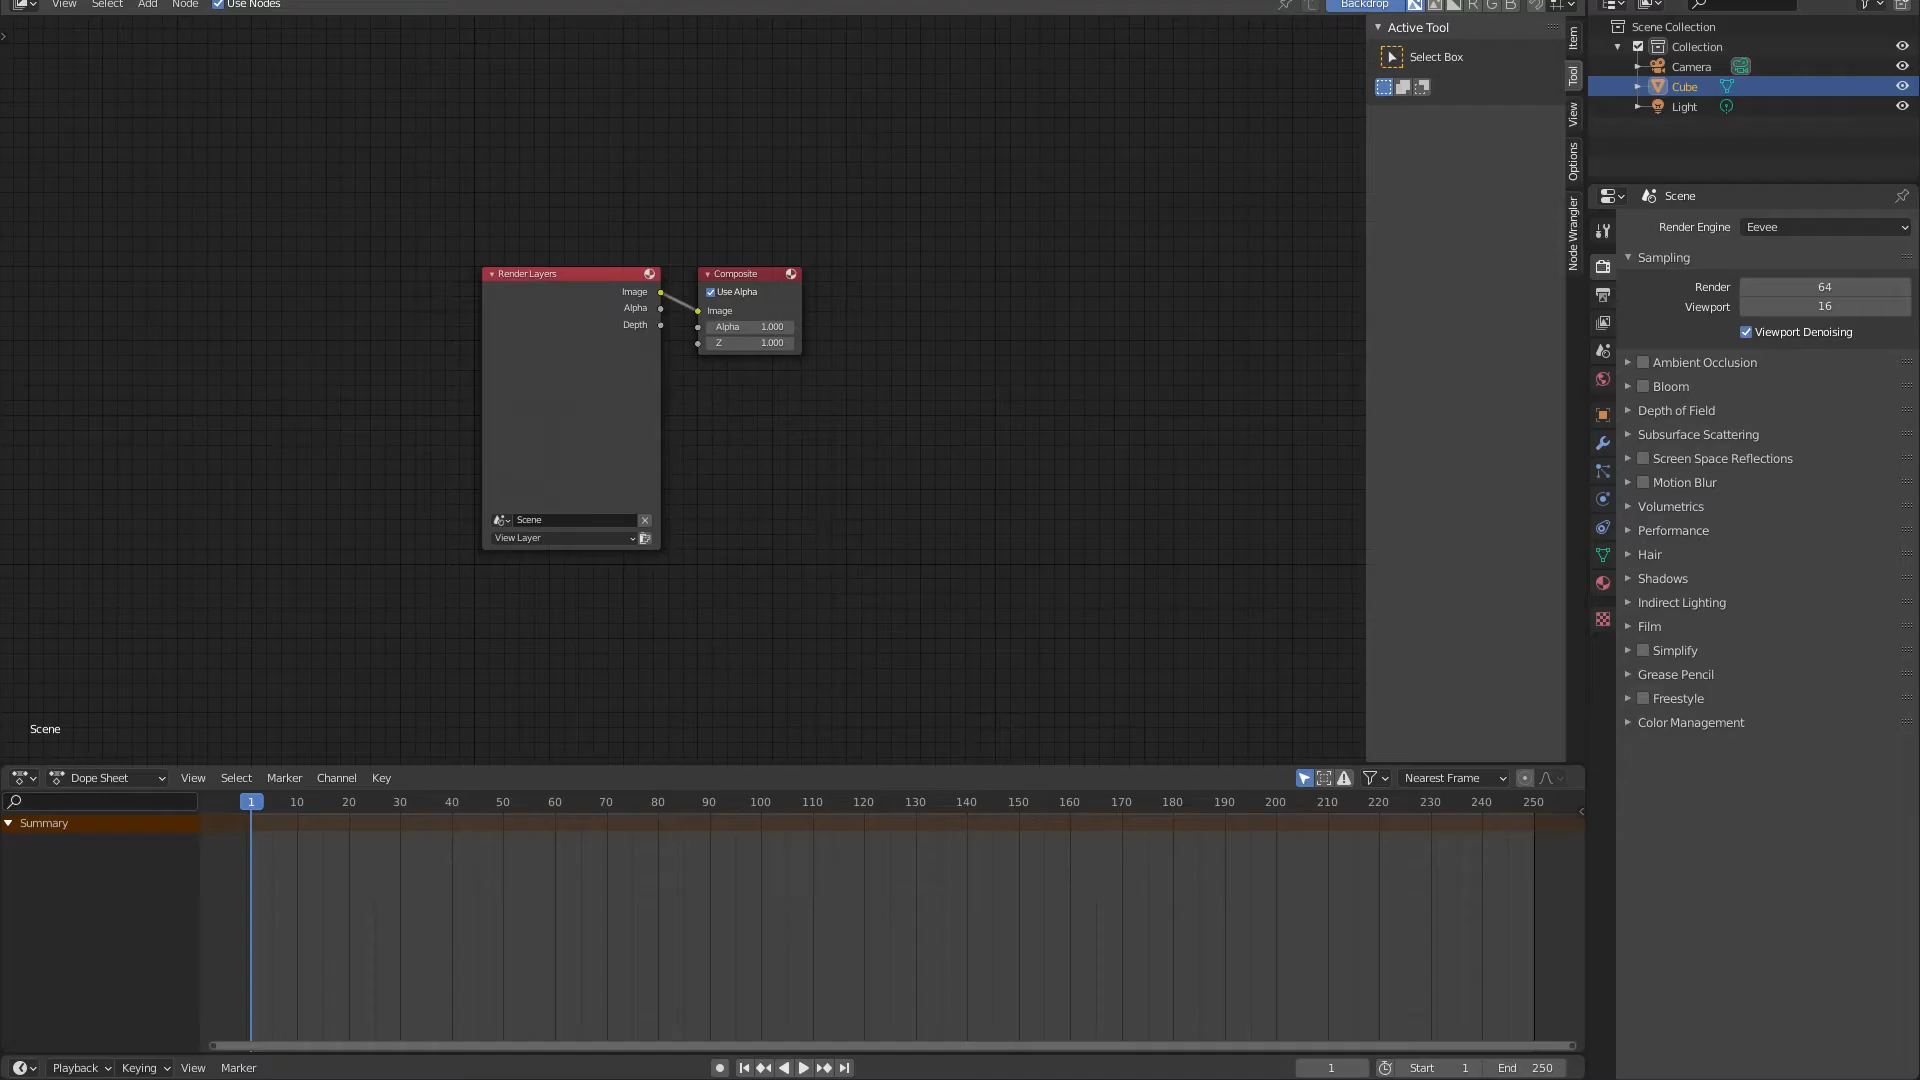 View Select Add Node Use Nodes Backdrop R G B
Active Tool
Select Box
Item
Tool
View
Options
Node Wrangler
Render Layers
Image
Alpha
Depth
Scene
View Layer
Composite
Use Alpha
Image
Alpha 1.000
Z 1.000
Scene
Scene Collection
Collection
Camera
Cube
Light
Scene
Render Engine Eevee
Sampling
Render 64
Viewport 16
Viewport Denoising
Ambient Occlusion
Bloom
Depth of Field
Subsurface Scattering
Screen Space Reflections
Motion Blur
Volumetrics
Performance
Hair
Shadows
Indirect Lighting
Film
Simplify
Grease Pencil
Freestyle
Color Management
Dope Sheet View Select Marker Channel Key Nearest Frame
1 10 20 30 40 50 60 70 80 90 100 110 120 130 140 150 160 170 180 190 200 210 220 230 240 250
Summary
Playback Keying View Marker 1 Start 1 End 250